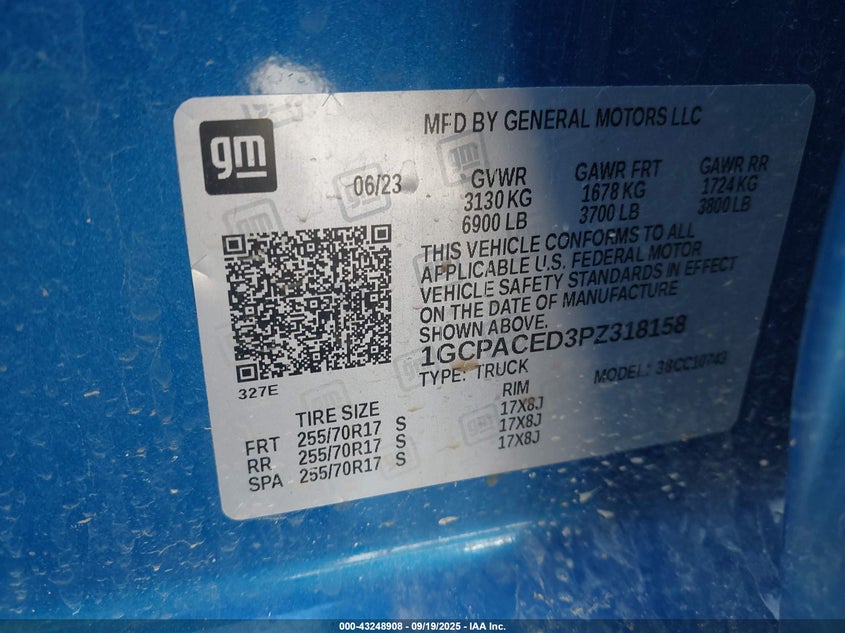 gm
MFD BY GENERAL MOTORS LLC
06/23
GVWR
3130 KG
6900 LB
GAWR FRT
1678 KG
3700 LB
GAWR RR
1724 KG
3800 LB
THIS VEHICLE CONFORMS TO ALL
APPLICABLE U.S. FEDERAL MOTOR
VEHICLE SAFETY STANDARDS IN EFFECT
ON THE DATE OF MANUFACTURE
SHOWN ABOVE.
1GCPACED3PZ318158
TYPE: TRUCK
MODEL: 38CC10743
327E
TIRE SIZE
RIM
FRT 255/70R17 S 17X8J
RR 255/70R17 S 17X8J
SPA 255/70R17 S 17X8J
000-43248908 - 09/19/2025 - IAA Inc.